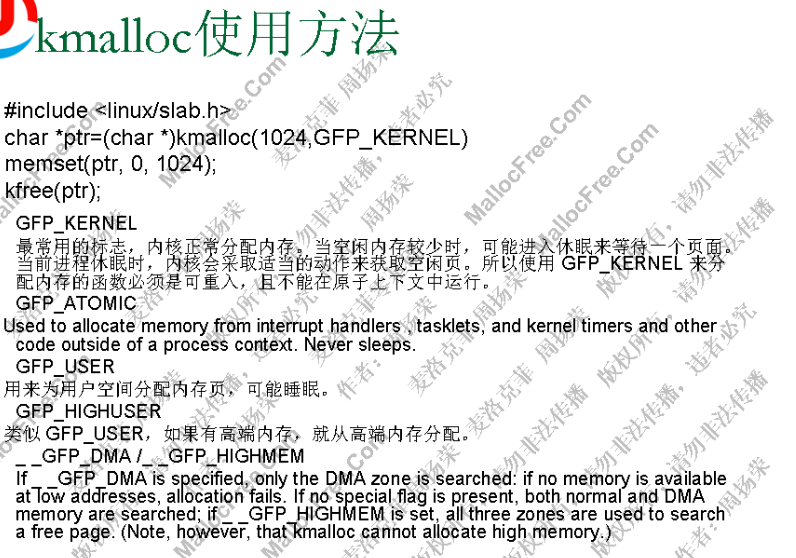 kmalloc使用方法
#include <linux/slab.h>
char *ptr=(char *)kmalloc(1024,GFP_KERNEL)
memset(ptr, 0, 1024);
kfree(ptr);
GFP_KERNEL
最常用的标志，内核正常分配内存。当空闲内存较少时，可能进入休眠来等待一个页面。
当前进程休眠时，内核会采取适当的动作来获取空闲页。所以使用 GFP_KERNEL 来分
配内存的函数必须是可重入，且不能在原子上下文中运行。
GFP_ATOMIC
Used to allocate memory from interrupt handlers , tasklets, and kernel timers and other
code outside of a process context. Never sleeps.
GFP_USER
用来为用户空间分配内存页，可能睡眠。
GFP_HIGHUSER
类似 GFP_USER，如果有高端内存，就从高端内存分配。
_ _GFP_DMA /_ _GFP_HIGHMEM
If _ _GFP_DMA is specified, only the DMA zone is searched: if no memory is available
at low addresses, allocation fails. If no special flag is present, both normal and DMA
memory are searched; if _ _GFP_HIGHMEM is set, all three zones are used to search
a free page. (Note, however, that kmalloc cannot allocate high memory.)
MallocFree.Com 麦洛克菲 周扬荣
版权所有，请勿非法传播，违者必究
作者：周扬荣